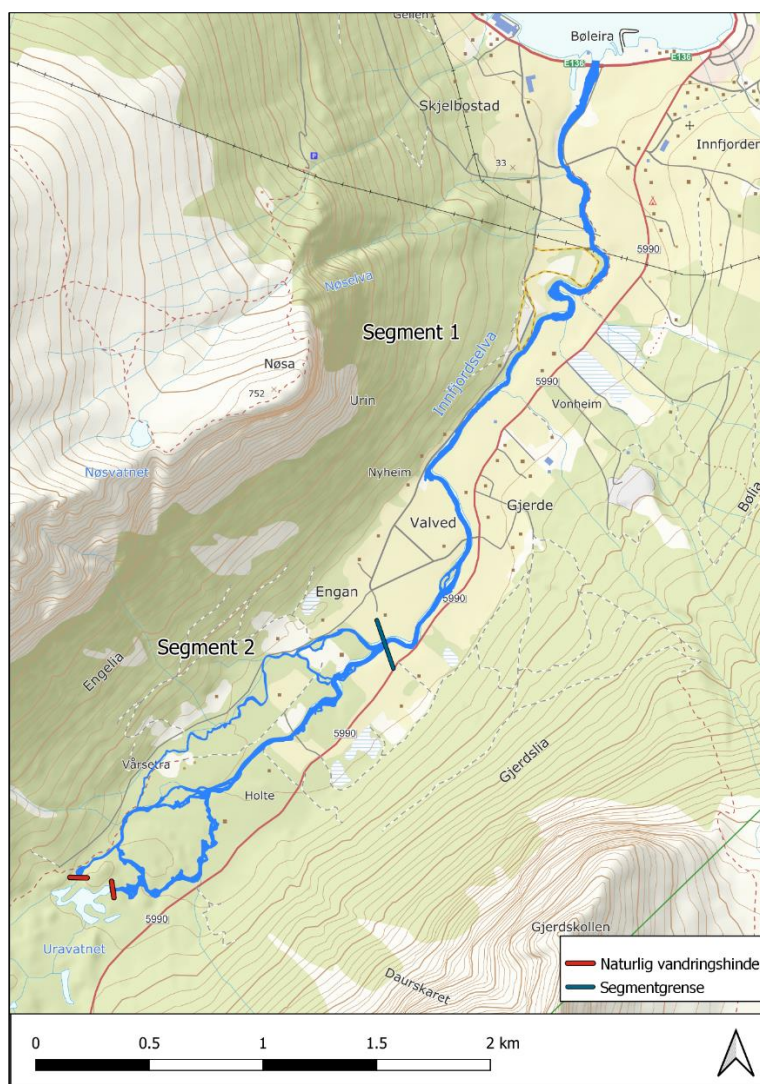 Gellen
Bøleira
E136
E136
Skjelbostad
P
33
Innfjorden
5990
Nøselva
Segment 1
Innfjordselva
Nøsa
752
Urin
5990
Vonheim
Nøsvatnet
Nyheim
Gjerde
Bølia
Valved
Engan
5990
Segment 2
Engelia
5990
Gjerdslia
Vårsetra
Holte
5990
Gjerdskollen
Uravatnet
Daurskaret
Naturlig vandringshinde
Segmentgrense
0 0.5 1 1.5 2 km